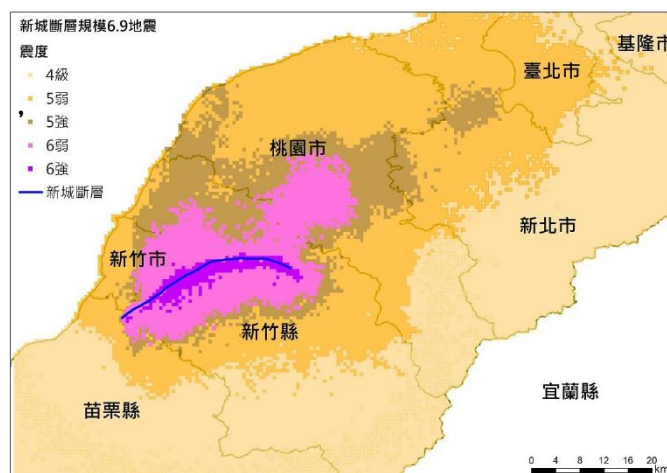 新城斷層規模6.9地震
震度
4級
5弱
5強
6弱
6強
新城斷層
基隆市
臺北市
桃園市
新北市
新竹市
新竹縣
宜蘭縣
苗栗縣
0 4 8 12 16 20
km